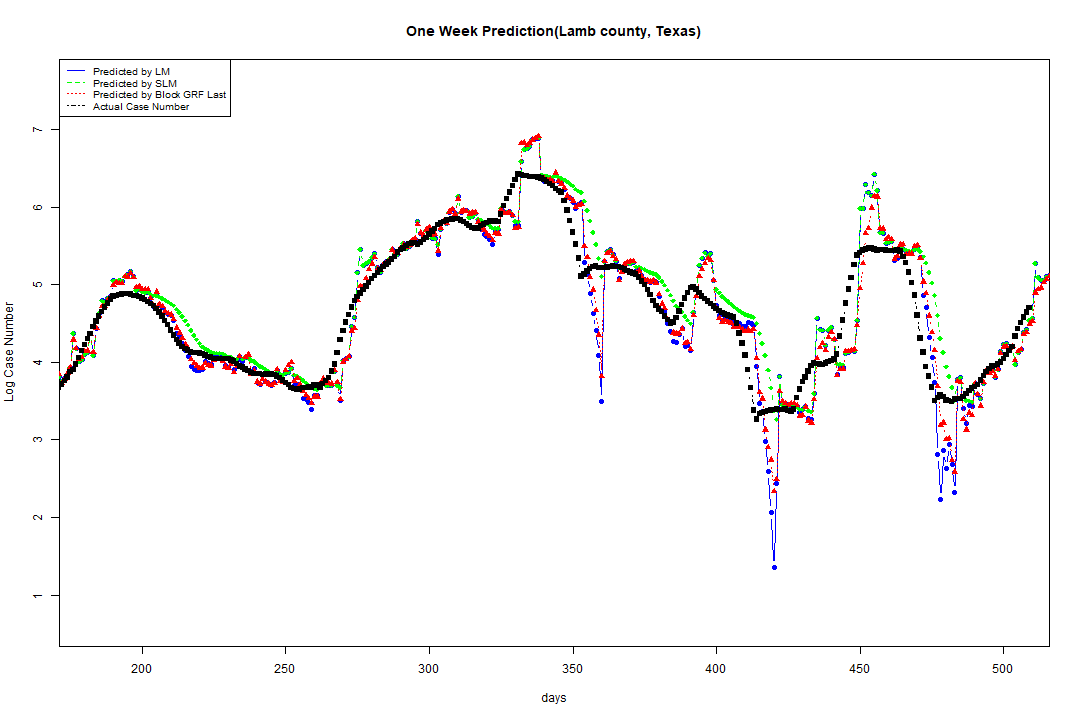 One Week Prediction(Lamb county, Texas)
Predicted by LM
Predicted by SLM
Predicted by Block GRF Last
Actual Case Number
Log Case Number
7
6
5
4
3
2
1
200 250 300 350 400 450 500
days